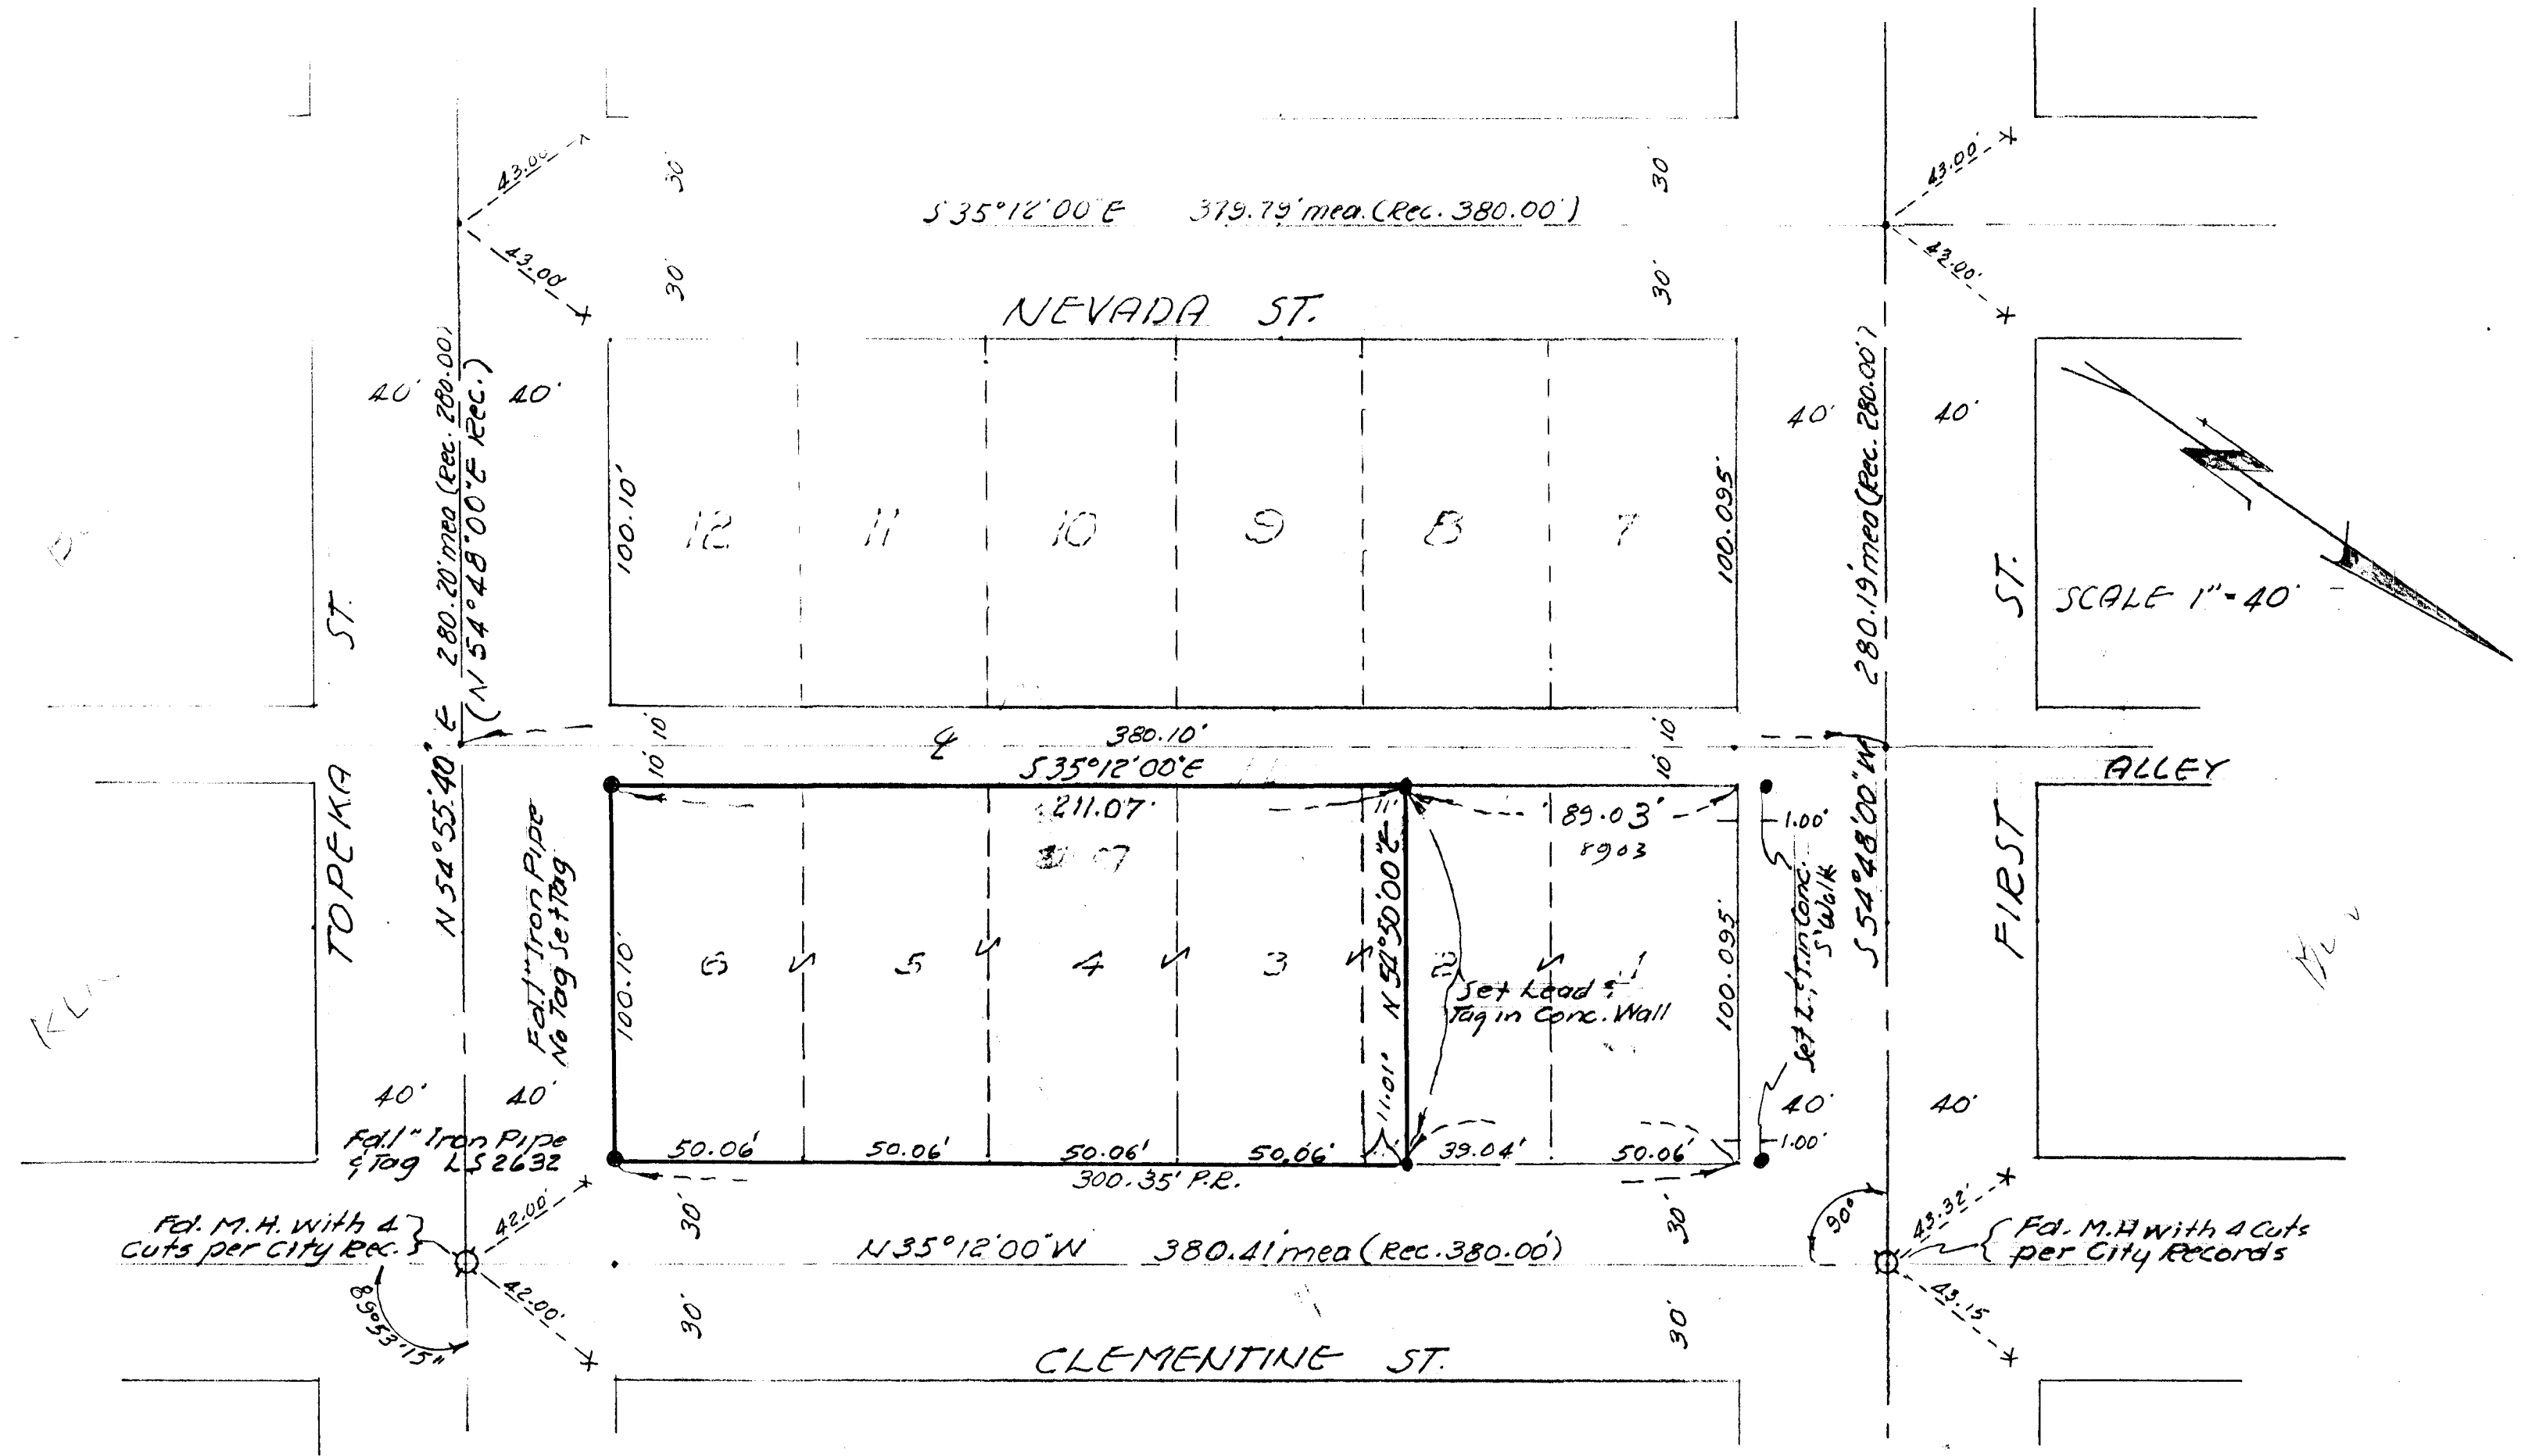 43.00'
30'
30'
43.00'
S 35°12'00"E 379.79' mea. (Rec. 380.00')
43.00'
30'
30'
43.00'
NEVADA ST.
40'
40'
40'
40'
N 54°55'40" E 280.20' mea (Rec. 280.00')
(N 54°48'00"E Rec.)
S 54°48'00"W 280.19' mea (Rec. 280.00')
100.10'
12
11
10
9
8
7
100.095'
TOPEKA ST.
FIRST ST.
SCALE 1"=40'
10'
10'
℄
380.10'
S 35°12'00"E
10'
10'
ALLEY
211.07'
11'
89.03'
8903
1.00'
Fd. 1" Iron Pipe
No Tag Set Tag
100.10'
6
5
4
3
2
1
N 54°50'00"E
11.01'
Set Lead &
Tag in Conc. Wall
100.095'
Set L.&T. in Conc.
S'Walk
40'
40'
Fd. 1" Iron Pipe
& Tag LS 2632
50.06'
50.06'
50.06'
50.06'
39.04'
50.06'
300.35' P.R.
1.00'
40'
40'
Fd. M.H. with 4
Cuts per City Rec.
42.00'
42.00'
89°53'15"
30'
30'
N 35°12'00"W 380.41' mea (Rec. 380.00')
30'
30'
90°
43.32'
43.15
Fd. M.H with 4 Cuts
per City Records
CLEMENTINE ST.